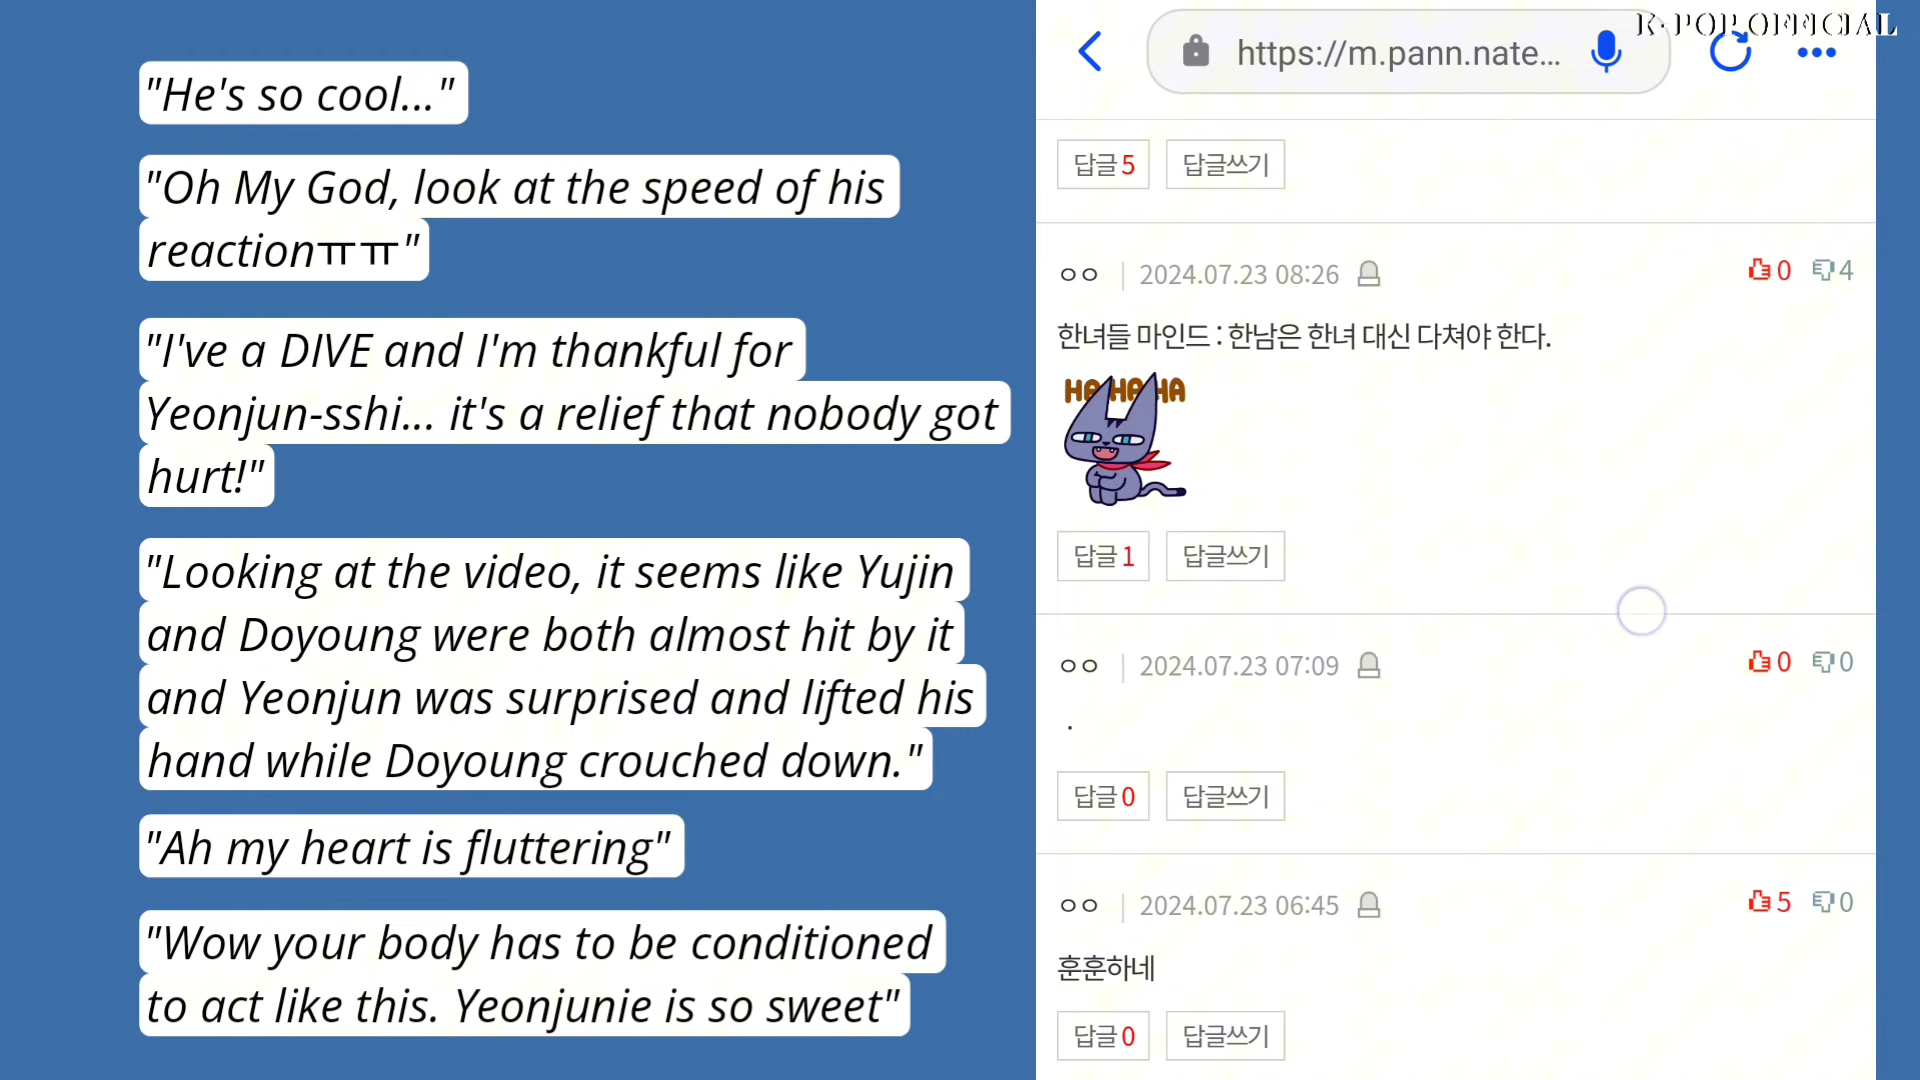 "He's so cool..."
"Oh My God, look at the speed of his
reactionㅠㅠ"
"I've a DIVE and I'm thankful for
Yeonjun-sshi... it's a relief that nobody got
hurt!"
"Looking at the video, it seems like Yujin
and Doyoung were both almost hit by it
and Yeonjun was surprised and lifted his
hand while Doyoung crouched down."
"Ah my heart is fluttering"
"Wow your body has to be conditioned
to act like this. Yeonjunie is so sweet"
K-POP OFFICIAL
https://m.pann.nate...
답글 5 답글쓰기
ㅇㅇ | 2024.07.23 08:26 0 4
한녀들 마인드 : 한남은 한녀 대신 다쳐야 한다.
HA HA HA
답글 1 답글쓰기
ㅇㅇ | 2024.07.23 07:09 0 0
.
답글 0 답글쓰기
ㅇㅇ | 2024.07.23 06:45 5 0
훈훈하네
답글 0 답글쓰기